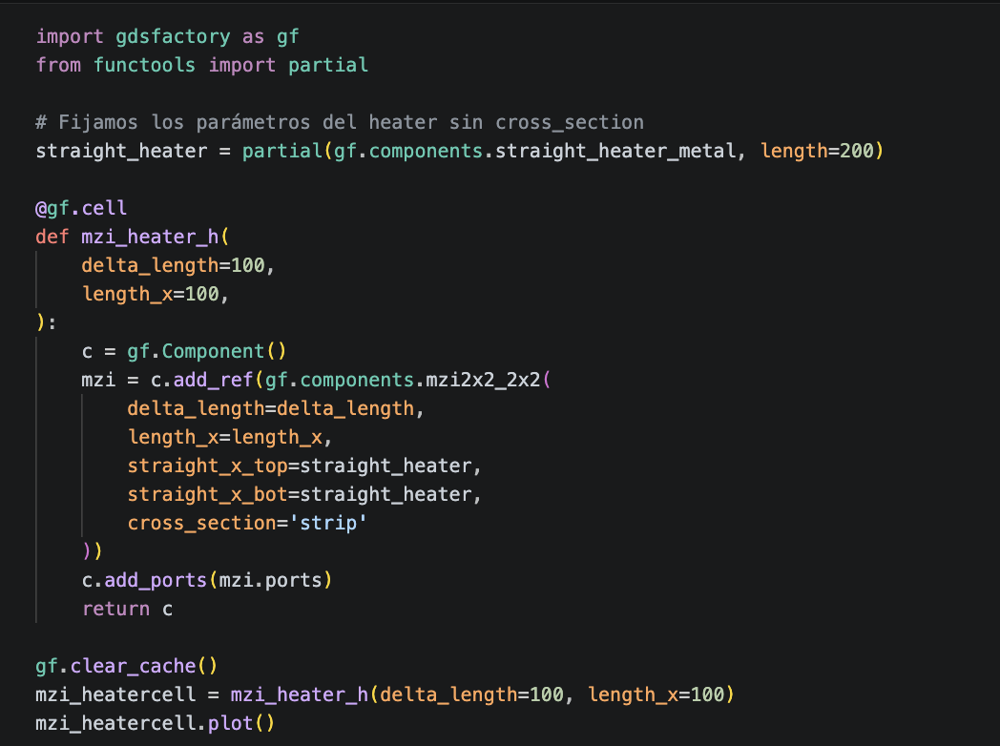 import gdsfactory as gf
from functools import partial
# Fijamos los parámetros del heater sin cross_section
straight_heater = partial(gf.components.straight_heater_metal, length=200)
@gf.cell
def mzi_heater_h(
    delta_length=100,
    length_x=100,
):
    c = gf.Component()
    mzi = c.add_ref(gf.components.mzi2x2_2x2(
        delta_length=delta_length,
        length_x=length_x,
        straight_x_top=straight_heater,
        straight_x_bot=straight_heater,
        cross_section='strip'
    ))
    c.add_ports(mzi.ports)
    return c
gf.clear_cache()
mzi_heatercell = mzi_heater_h(delta_length=100, length_x=100)
mzi_heatercell.plot()